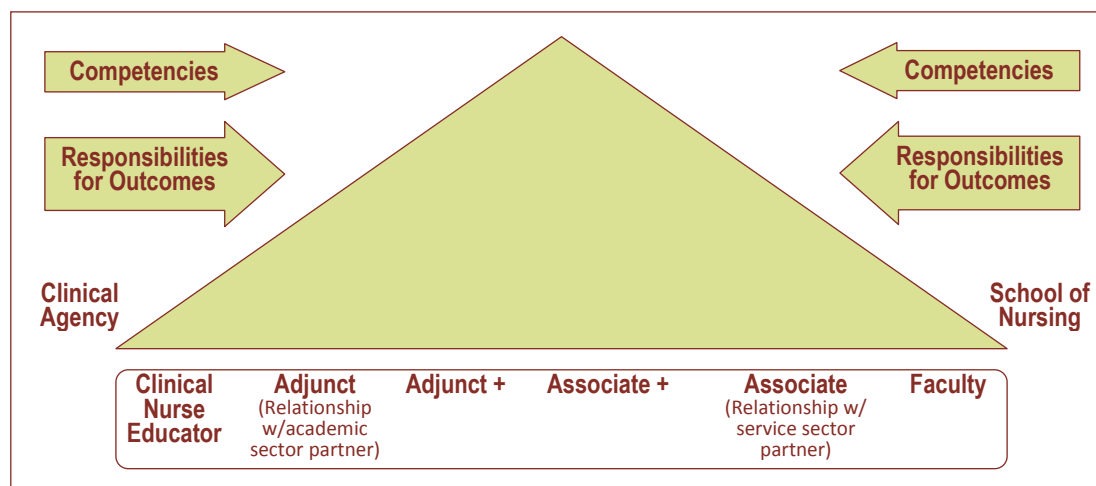 Competencies
Competencies
Responsibilities
for Outcomes
Responsibilities
for Outcomes
Clinical
Agency
School of
Nursing
Clinical
Nurse
Educator
Adjunct
(Relationship
w/academic
sector partner)
Adjunct +
Associate +
Associate
(Relationship w/
service sector
partner)
Faculty